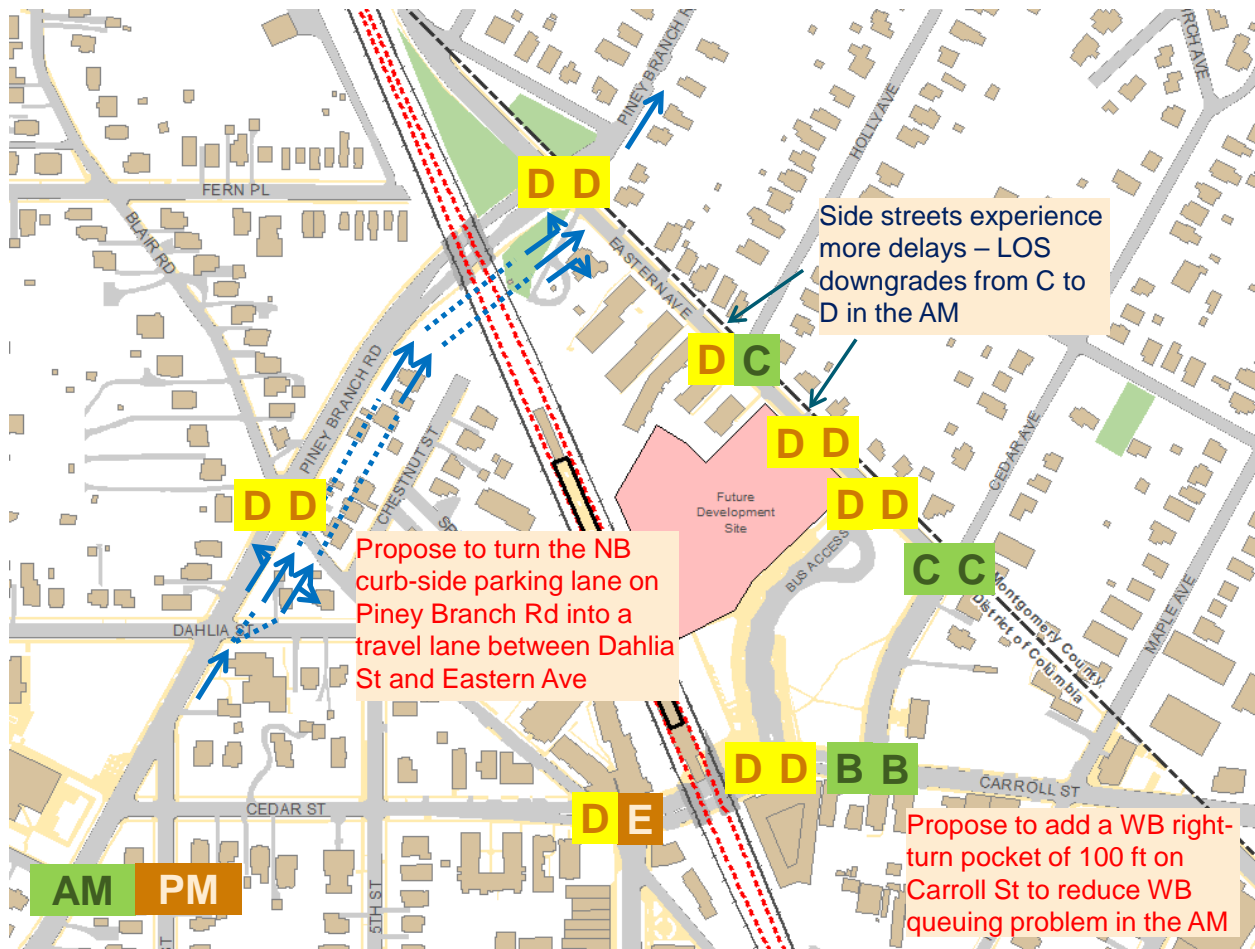 PINEY BRANCH RD
BIRCH AVE
HOLLY AVE
FERN PL
BLAIR RD
D D
Side streets experience
more delays – LOS
downgrades from C to
D in the AM
EASTERN AVE
D C
PINEY BRANCH RD
CHESTNUT ST
CEDAR AVE
D D
D D
D D
Future
Development
Site
BUS ACCESS
Propose to turn the NB
curb-side parking lane on
Piney Branch Rd into a
travel lane between Dahlia
St and Eastern Ave
C C
Montgomery County,
District of Columbia
MAPLE AVE
DAHLIA ST
D D
B B
CARROLL ST
CEDAR ST
D E
Propose to add a WB right-
turn pocket of 100 ft on
Carroll St to reduce WB
queuing problem in the AM
AM PM
5TH ST